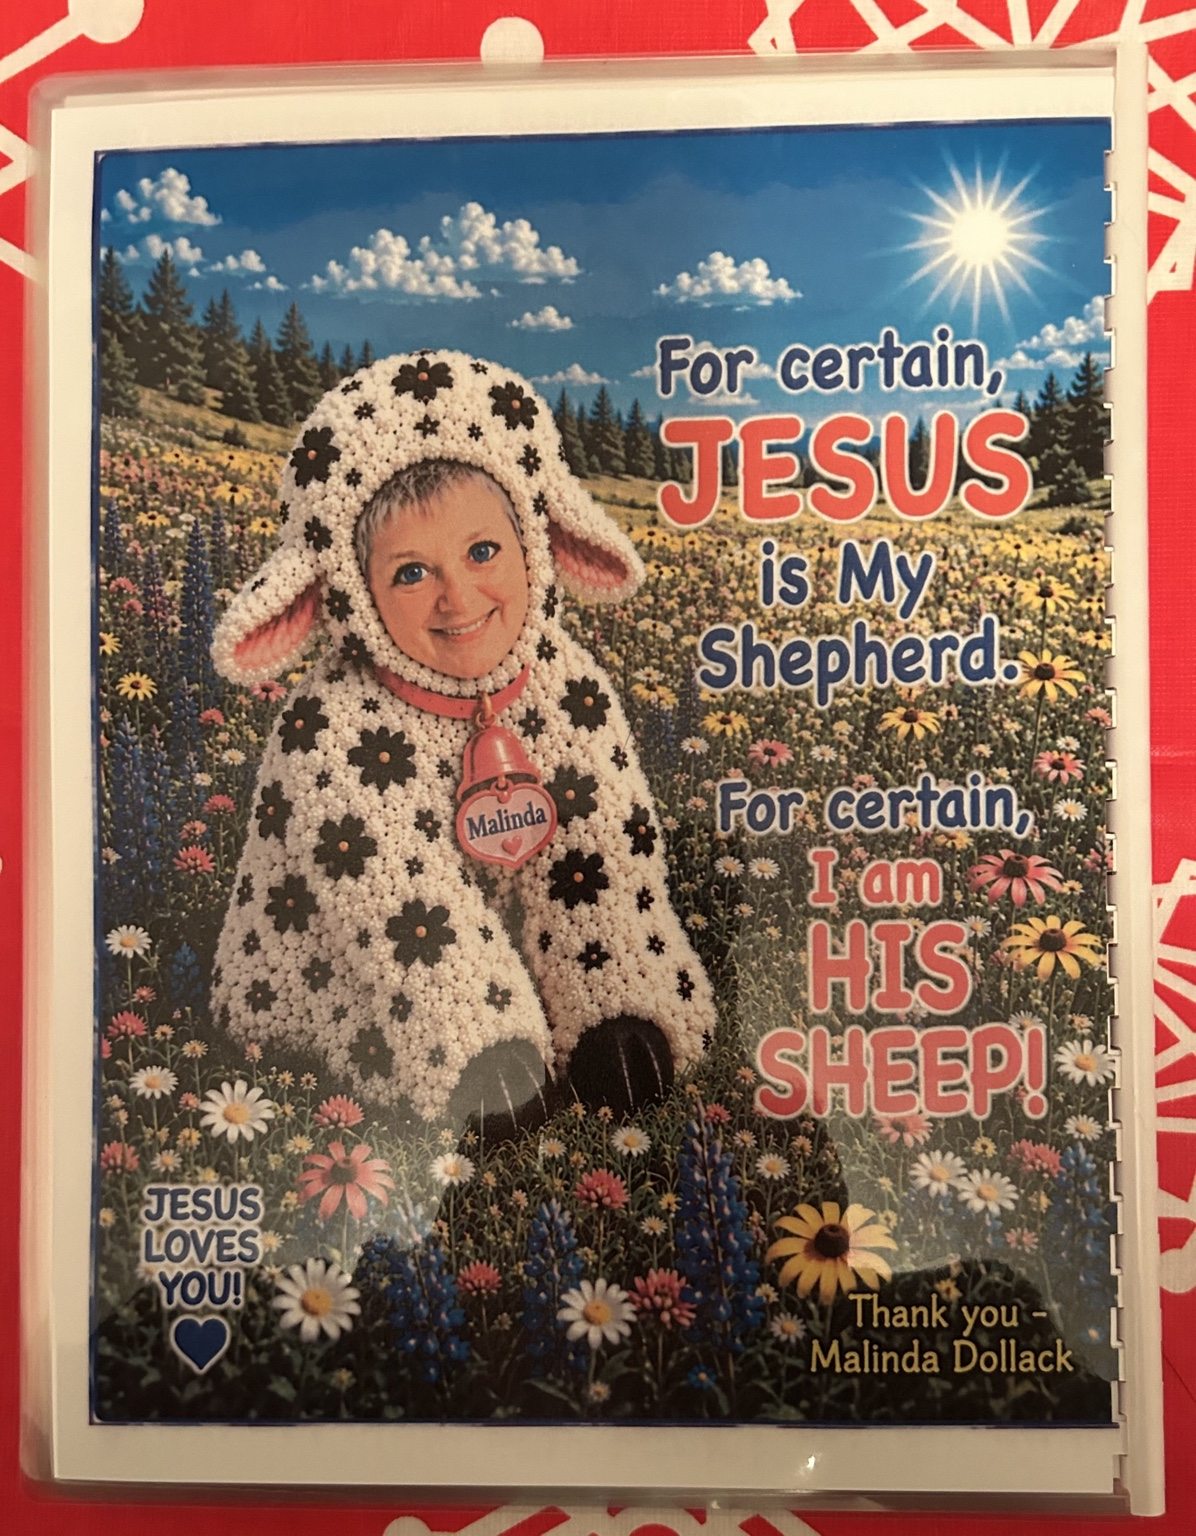 For certain,
JESUS
is My
Shepherd.
For certain,
I am
HIS
SHEEP!
Malinda
JESUS
LOVES
YOU!
Thank you -
Malinda Dollack